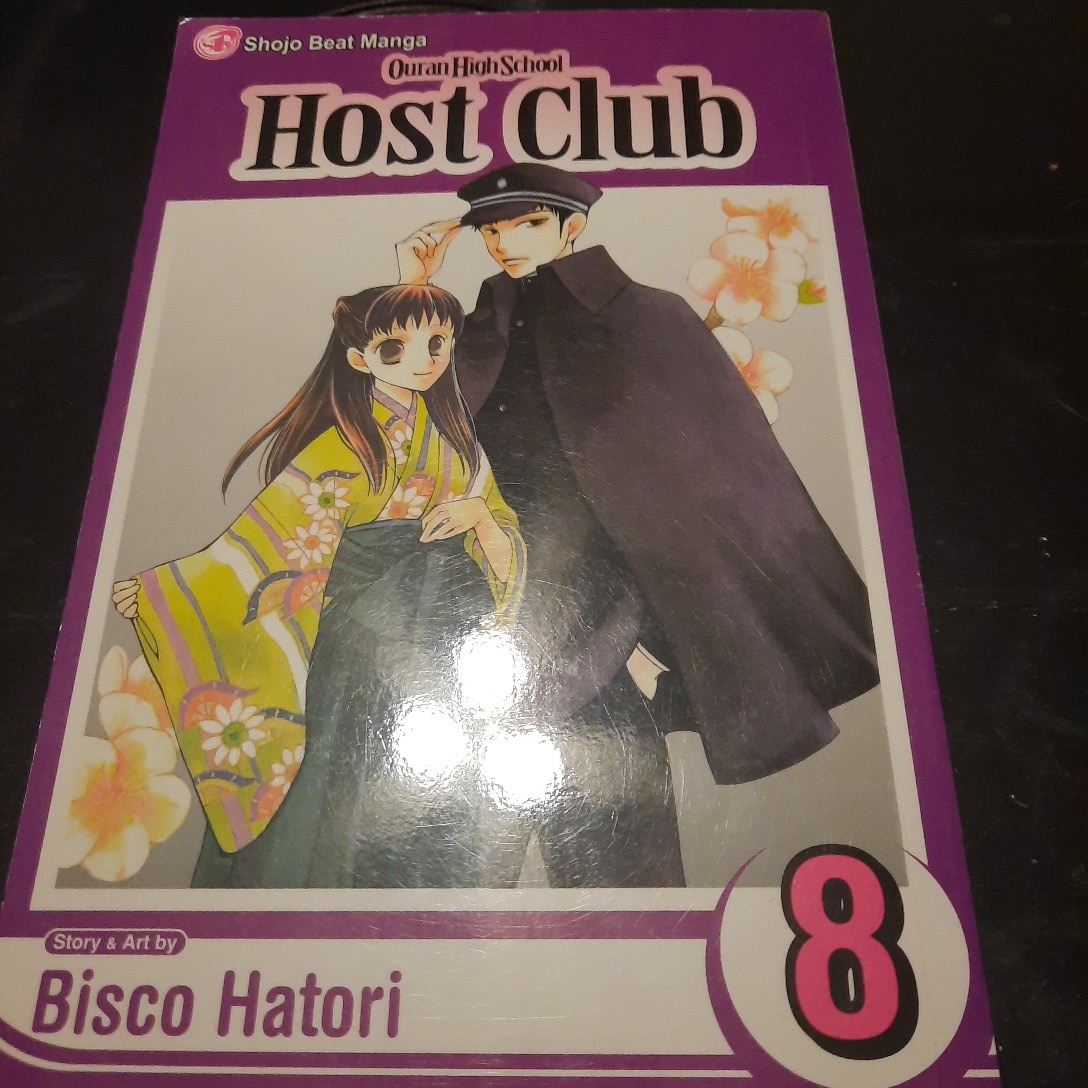 Shojo Beat Manga
Ouran High School
Host Club
Story & Art by
Bisco Hatori
8